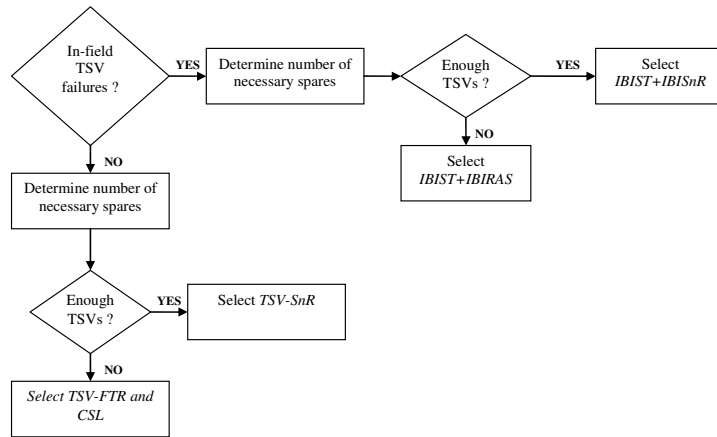 In-field
TSV
failures ?
YES
Determine number of
necessary spares
Enough
TSVs ?
YES
Select
IBIST+IBISnR
NO
Select
IBIST+IBIRAS
NO
Determine number of
necessary spares
Enough
TSVs ?
YES
Select TSV-SnR
NO
Select TSV-FTR and
CSL